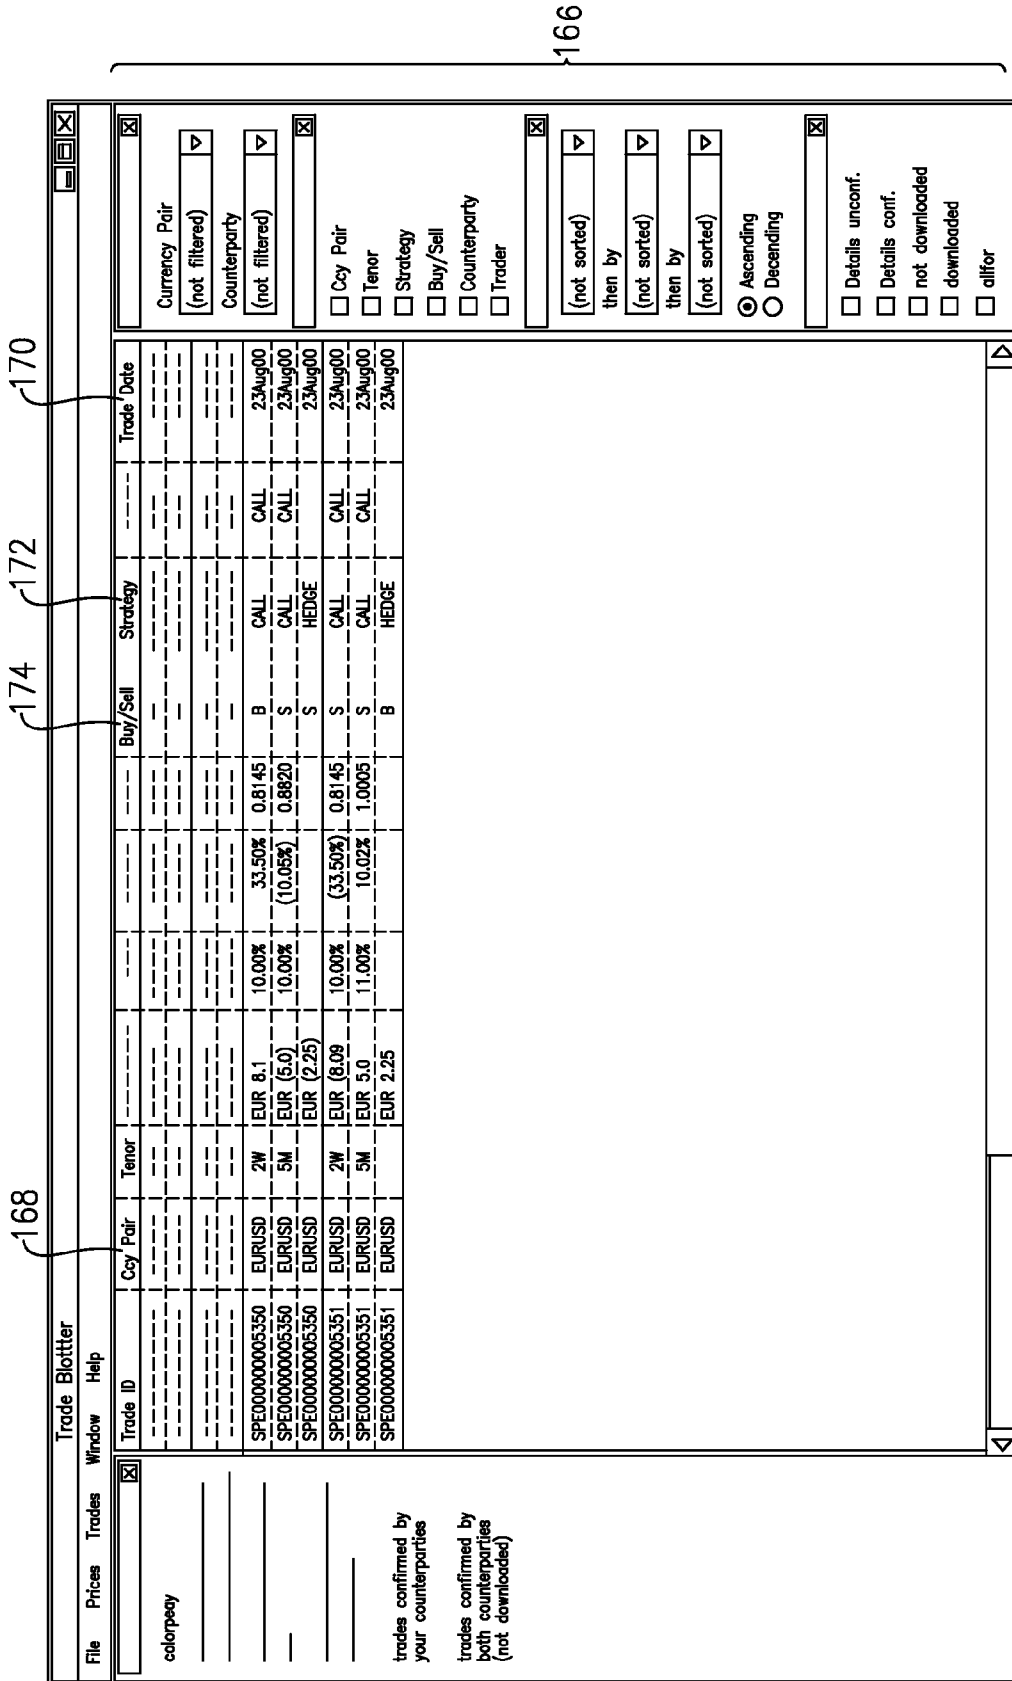 166
170
172
174
168
Trade Blottter
File Prices Trades Window Help
colorpeay
trades confirmed by
your counterparties
trades confirmed by
both counterparties
(not downloaded)
Trade ID Ccy Pair Tenor Buy/Sell Strategy Trade Date
SPE00000005350 EURUSD 2W EUR 8.1 10.00% 33.50% 0.8145 B CALL CALL 23Aug00
SPE00000005350 EURUSD 5M EUR (5.0) 10.00% (10.05%) 0.8820 S CALL CALL 23Aug00
SPE00000005350 EURUSD EUR (2.25) S HEDGE 23Aug00
SPE00000005351 EURUSD 2W EUR (8.09 10.00% (33.50%) 0.8145 S CALL CALL 23Aug00
SPE00000005351 EURUSD 5M EUR 5.0 11.00% 10.02% 1.0005 S CALL CALL 23Aug00
SPE00000005351 EURUSD EUR 2.25 B HEDGE 23Aug00
Currency Pair
(not filtered)
Counterparty
(not filtered)
Ccy Pair
Tenor
Strategy
Buy/Sell
Counterparty
Trader
(not sorted)
then by
(not sorted)
then by
(not sorted)
Ascending
Decending
Details unconf.
Details conf.
not downloaded
downloaded
allfor